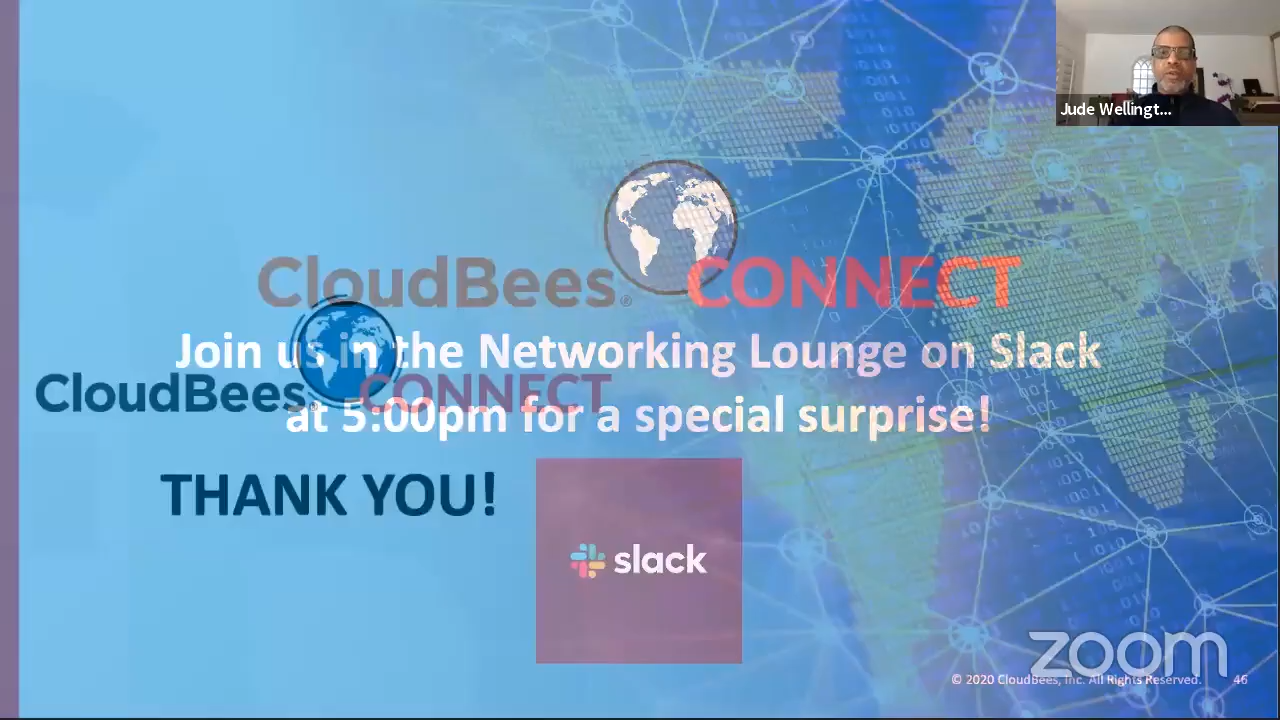 Jude Wellingt...
CloudBees® CONNECT
Join us in the Networking Lounge on Slack
CloudBees® CONNECT
at 5:00pm for a special surprise!
THANK YOU!
slack
zoom
© 2020 CloudBees, Inc. All Rights Reserved. 46